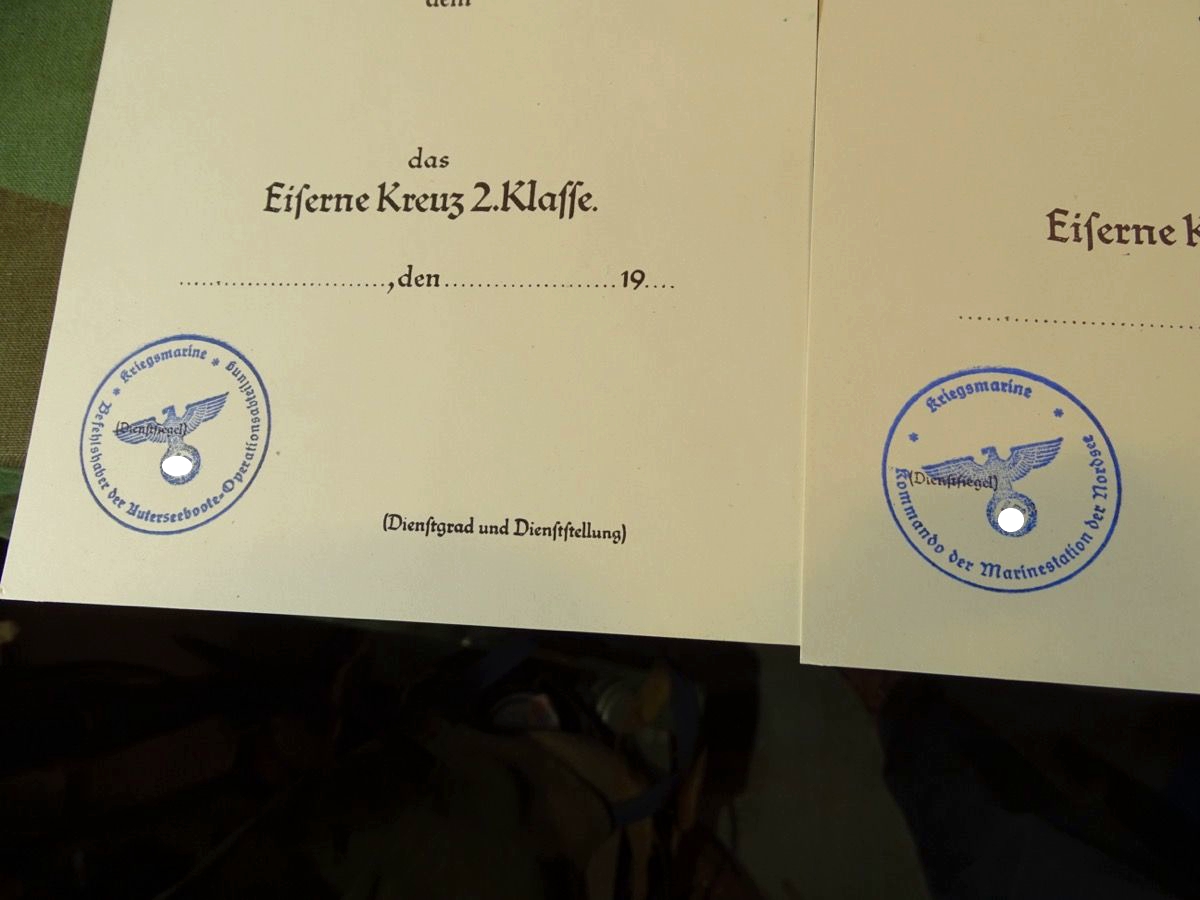 dem
das
Eiſerne Kreuz 2.Klaſſe.
........................,den.....................19....
* Kriegsmarine *
Befehlshaber der Unterseeboote=Operationsabteilung
(Dienſtſiegel)
(Dienſtgrad und Dienſtſtellung)
Eiſerne K
* Kriegsmarine *
Kommando der Marinestation der Nordsee
(Dienſtſiegel)